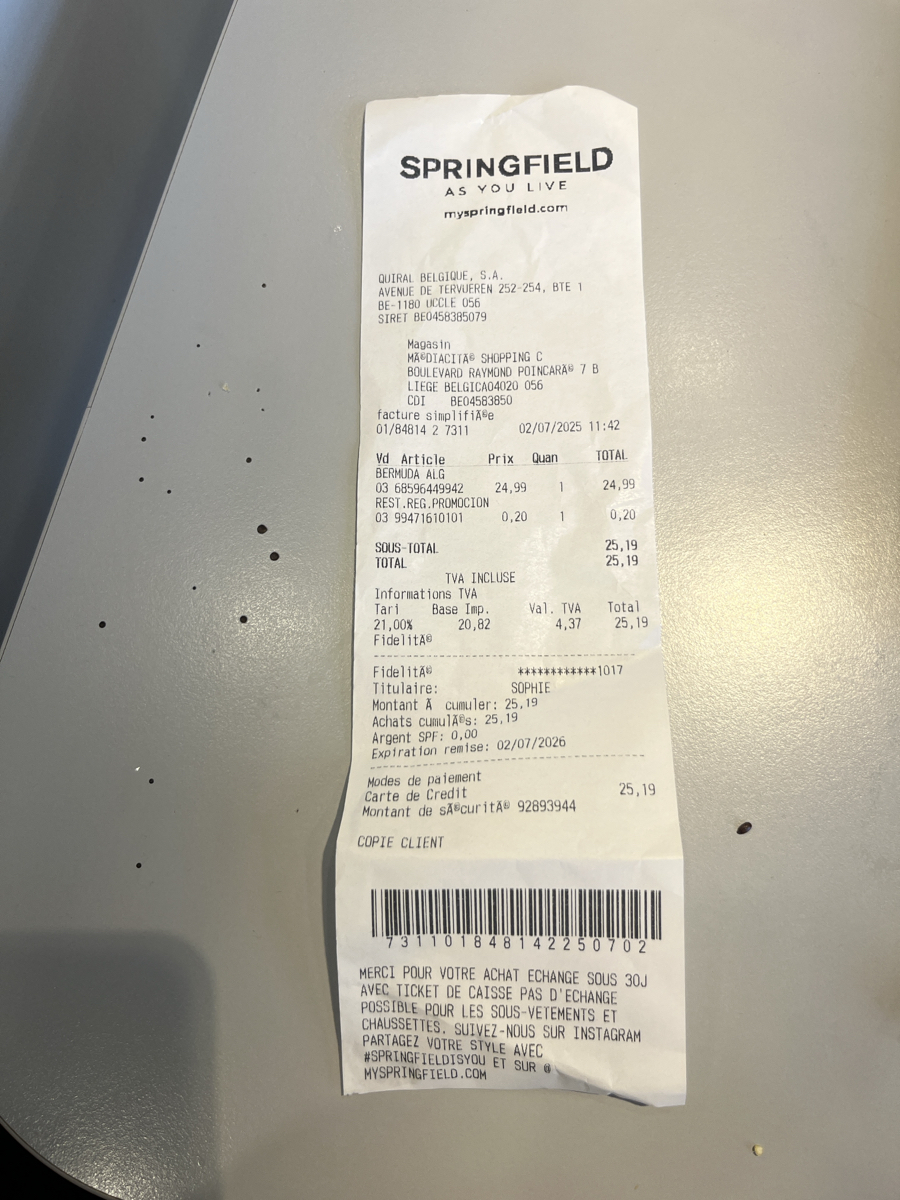 SPRINGFIELD
AS YOU LIVE
myspringfield.com
QUIRAL BELGIQUE, S.A.
AVENUE DE TERVUEREN 252-254, BTE 1
BE-1180 UCCLE 056
SIRET BE0458385079
Magasin
MÃ©DIACITÃ© SHOPPING C
BOULEVARD RAYMOND POINCARÃ© 7 B
LIEGE BELGICA04020 056
CDI BE04583850
facture simplifiÃ©e
01/84814 2 7311 02/07/2025 11:42
Vd Article Prix Quan TOTAL
BERMUDA ALG
03 68596449942 24,99 1 24,99
REST.REG.PROMOCION
03 99471610101 0,20 1 0,20
SOUS-TOTAL 25,19
TOTAL 25,19
TVA INCLUSE
Informations TVA
Tari Base Imp. Val. TVA Total
21,00% 20,82 4,37 25,19
FidelitÃ©
FidelitÃ© ************1017
Titulaire: SOPHIE
Montant Ã cumuler: 25,19
Achats cumulÃ©s: 25,19
Argent SPF: 0,00
Expiration remise: 02/07/2026
Modes de paiement
Carte de Credit 25,19
Montant de sÃ©curitÃ© 92893944
COPIE CLIENT
73110184814225070 2
MERCI POUR VOTRE ACHAT ECHANGE SOUS 30J
AVEC TICKET DE CAISSE PAS D'ECHANGE
POSSIBLE POUR LES SOUS-VETEMENTS ET
CHAUSSETTES. SUIVEZ-NOUS SUR INSTAGRAM
PARTAGEZ VOTRE STYLE AVEC
#SPRINGFIELDISYOU ET SUR @
MYSPRINGFIELD.COM